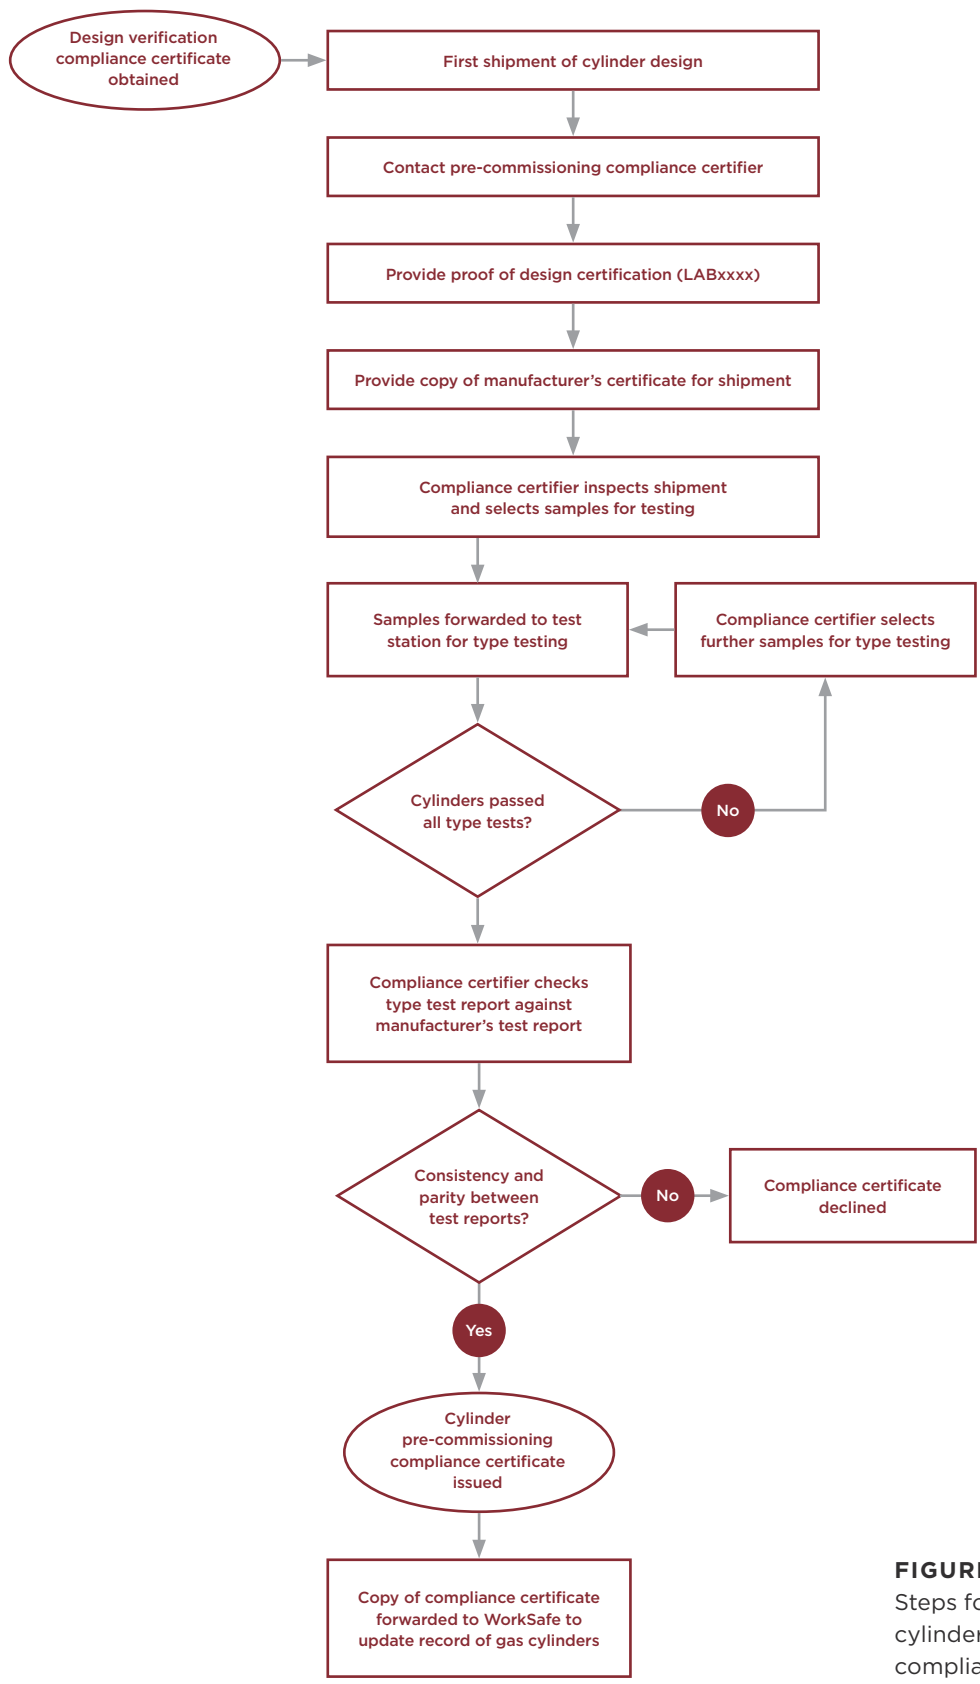 Design verification
compliance certificate
obtained
First shipment of cylinder design
Contact pre-commissioning compliance certifier
Provide proof of design certification (LABxxxx)
Provide copy of manufacturer's certificate for shipment
Compliance certifier inspects shipment
and selects samples for testing
Samples forwarded to test
station for type testing
Compliance certifier selects
further samples for type testing
Cylinders passed
all type tests?
No
Compliance certifier checks
type test report against
manufacturer's test report
Consistency and
parity between
test reports?
No
Compliance certificate
declined
Yes
Cylinder
pre-commissioning
compliance certificate
issued
Copy of compliance certificate
forwarded to WorkSafe to
update record of gas cylinders
Steps